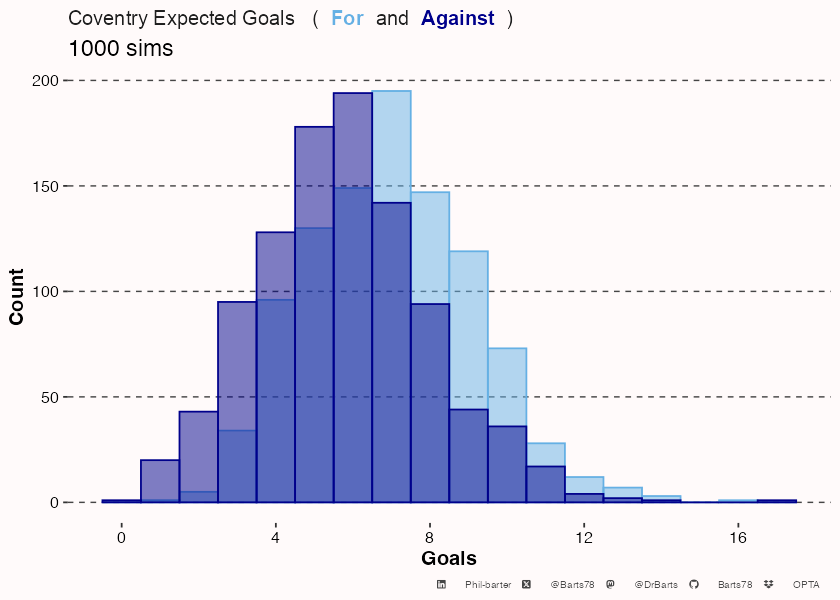 Coventry Expected Goals ( For and Against )
1000 sims
200
150
100
50
0
Count
0 4 8 12 16
Goals
Phil-barter @Barts78 @DrBarts Barts78 OPTA